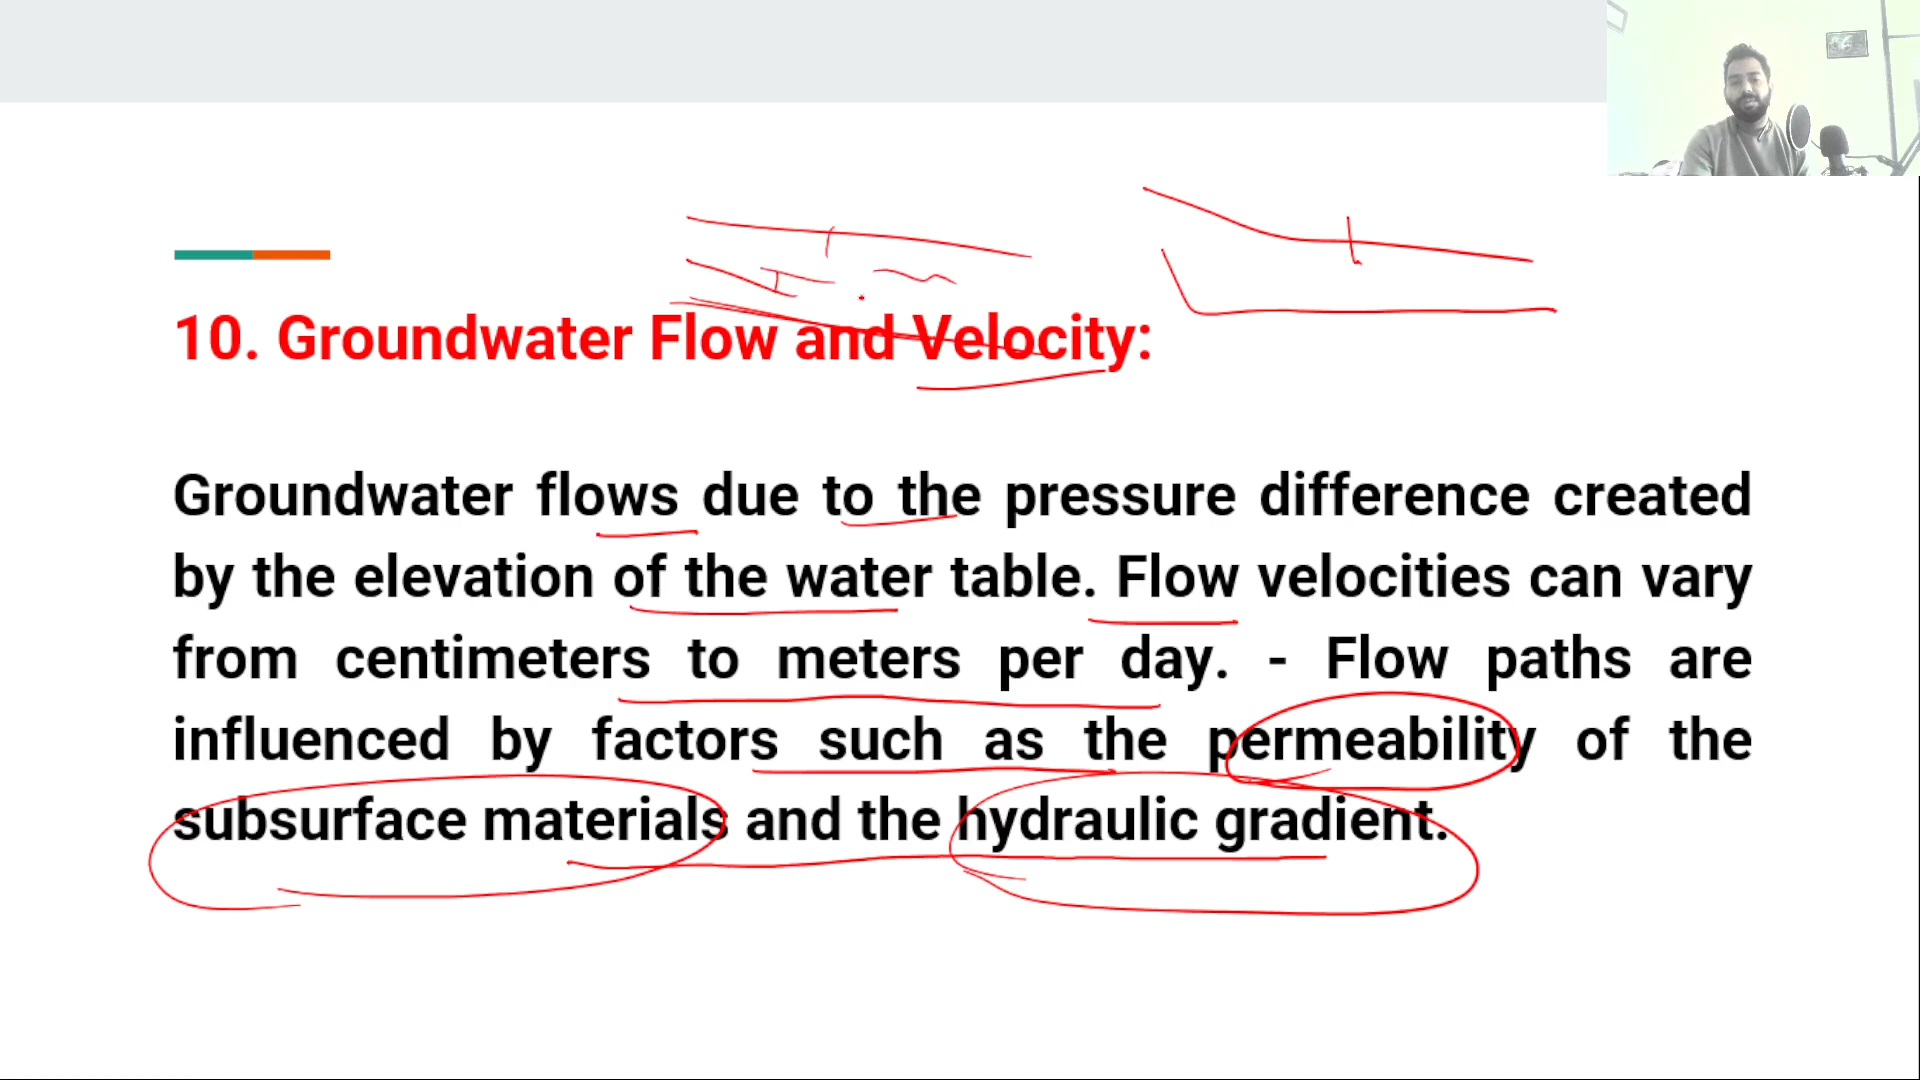 10. Groundwater Flow and Velocity:
Groundwater flows due to the pressure difference created
by the elevation of the water table. Flow velocities can vary
from centimeters to meters per day. - Flow paths are
influenced by factors such as the permeability of the
subsurface materials and the hydraulic gradient.